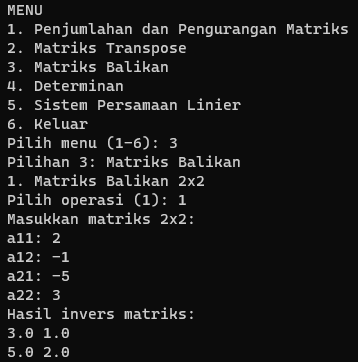 MENU
1. Penjumlahan dan Pengurangan Matriks
2. Matriks Transpose
3. Matriks Balikan
4. Determinan
5. Sistem Persamaan Linier
6. Keluar
Pilih menu (1-6): 3
Pilihan 3: Matriks Balikan
1. Matriks Balikan 2x2
Pilih operasi (1): 1
Masukkan matriks 2x2:
a11: 2
a12: -1
a21: -5
a22: 3
Hasil invers matriks:
3.0 1.0
5.0 2.0